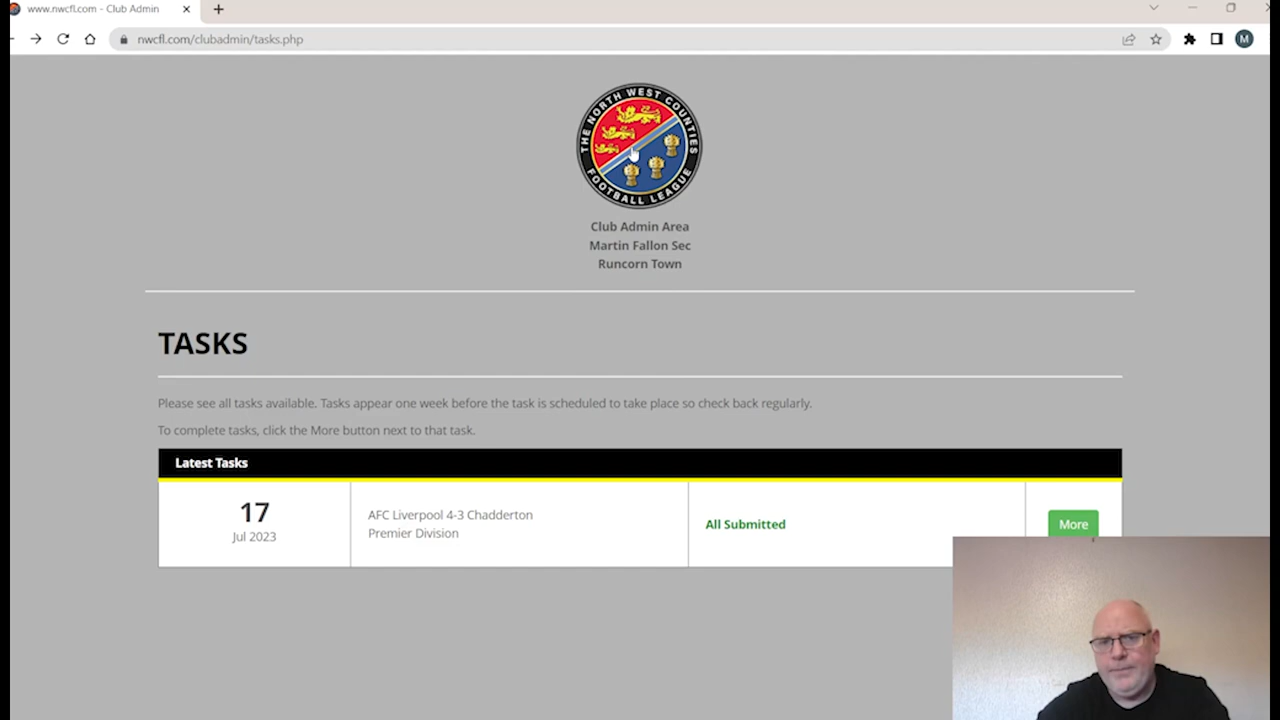 www.nwcfl.com - Club Admin
nwcfl.com/clubadmin/tasks.php
M
THE NORTH WEST COUNTIES
FOOTBALL LEAGUE
Club Admin Area
Martin Fallon Sec
Runcorn Town
TASKS
Please see all tasks available. Tasks appear one week before the task is scheduled to take place so check back regularly.
To complete tasks, click the More button next to that task.
Latest Tasks
17
Jul 2023
AFC Liverpool 4-3 Chadderton
Premier Division
All Submitted
More